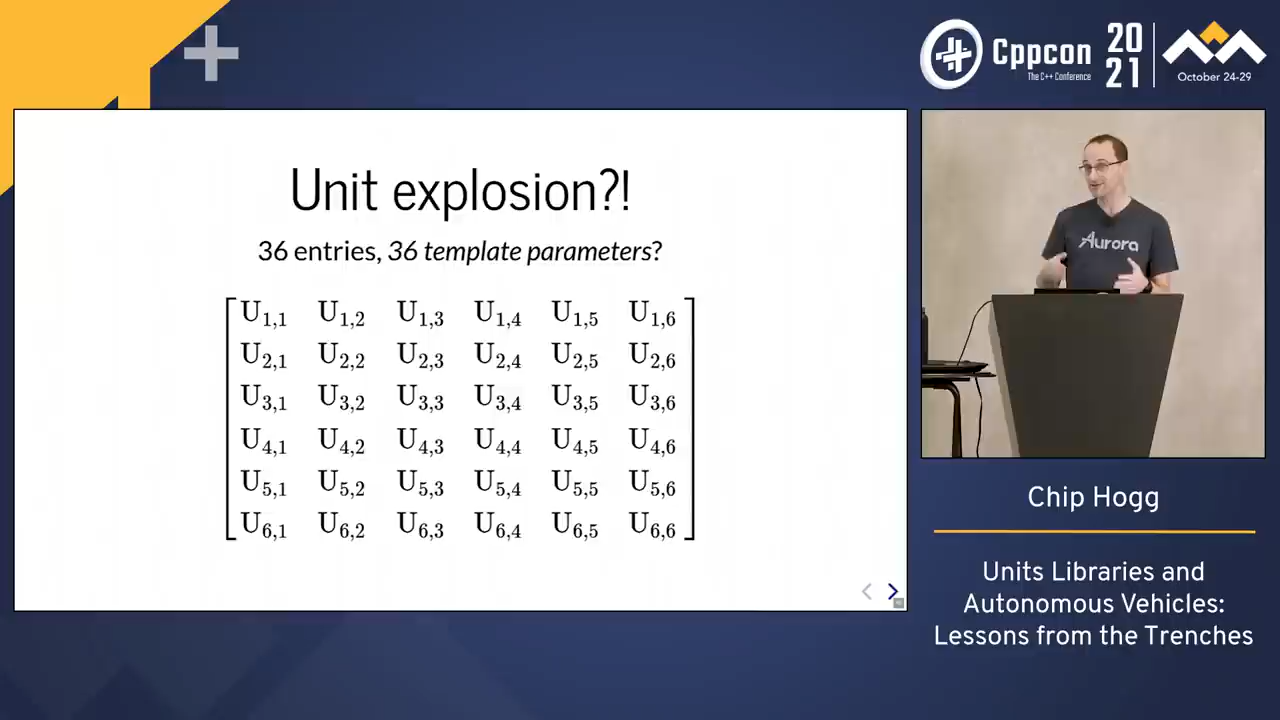 Cppcon
The C++ Conference
20
21
October 24-29
Unit explosion?!
36 entries, 36 template parameters?
U1,1 U1,2 U1,3 U1,4 U1,5 U1,6
U2,1 U2,2 U2,3 U2,4 U2,5 U2,6
U3,1 U3,2 U3,3 U3,4 U3,5 U3,6
U4,1 U4,2 U4,3 U4,4 U4,5 U4,6
U5,1 U5,2 U5,3 U5,4 U5,5 U5,6
U6,1 U6,2 U6,3 U6,4 U6,5 U6,6
Aurora
Chip Hogg
Units Libraries and
Autonomous Vehicles:
Lessons from the Trenches